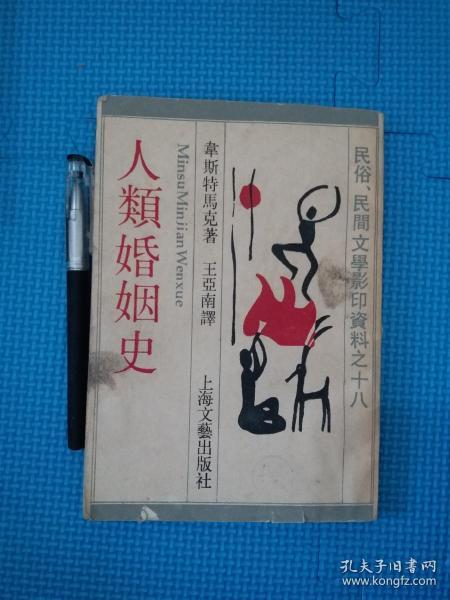 民俗、民間文學影印資料之十八
韋斯特馬克著 王亞南譯
上海文藝出版社
MinsuMinjianWenxue
人類婚姻史
孔夫子旧书网
www.kongfz.com